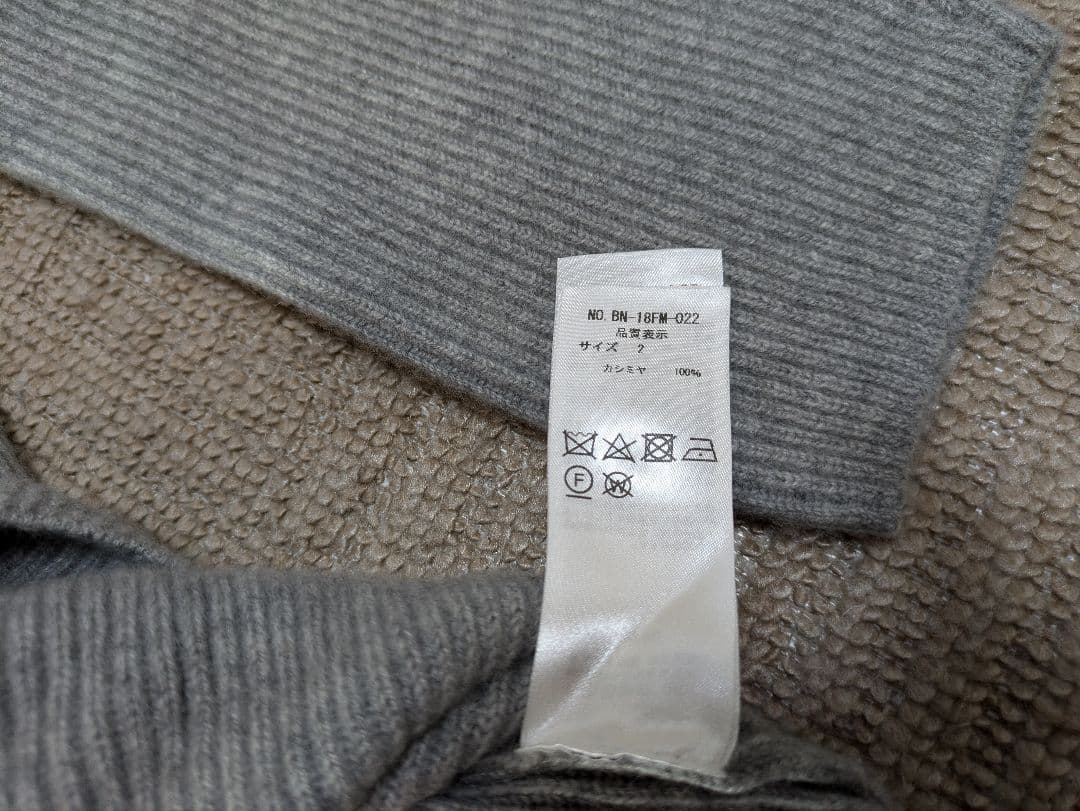 NO. BN-18FM-022
品質表示
サイズ 2
カシミヤ 100%
F
W